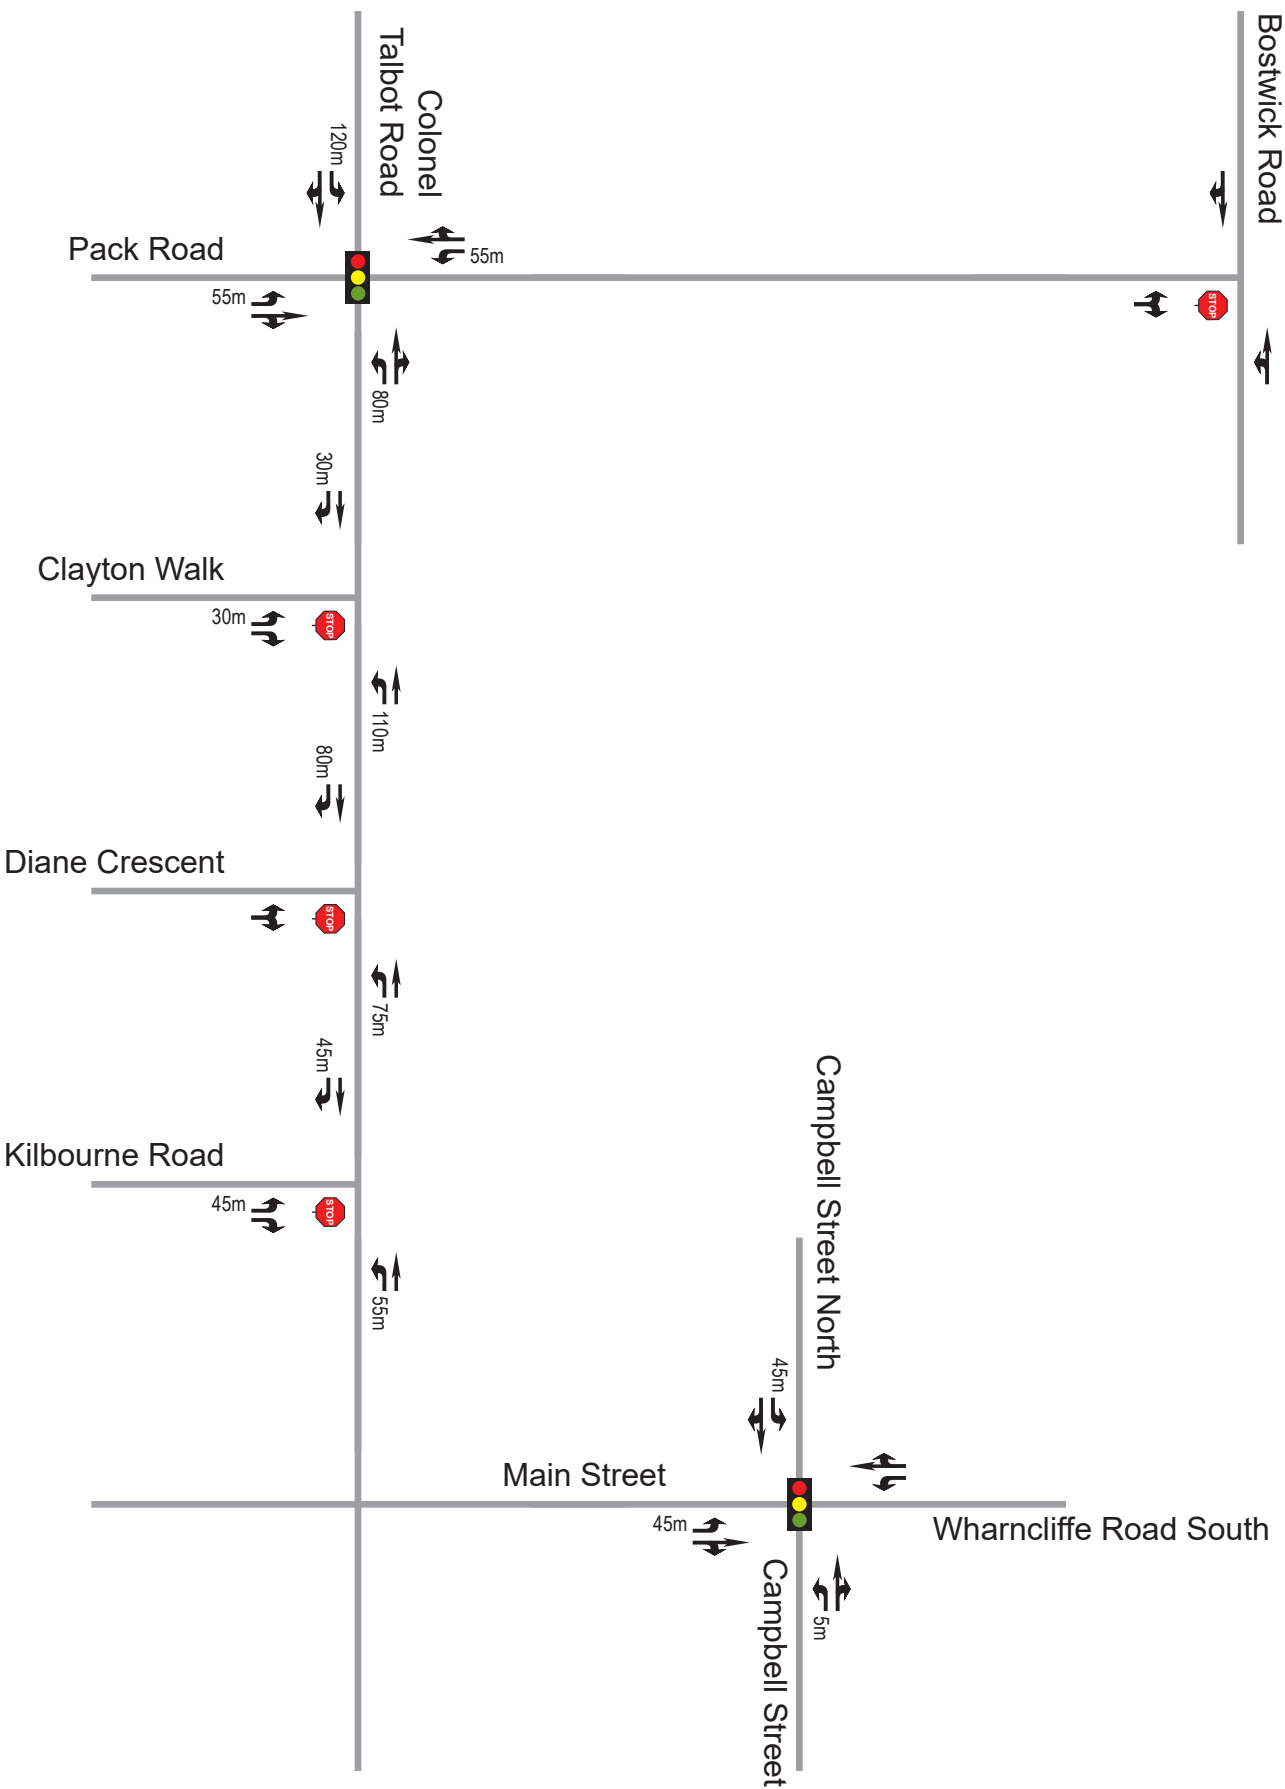 Bostwick Road
Colonel
Talbot Road
120m
Pack Road
55m
55m
STOP
80m
30m
Clayton Walk
30m
STOP
110m
80m
Diane Crescent
STOP
75m
45m
Kilbourne Road
45m
STOP
55m
Campbell Street North
45m
Main Street
45m
Wharncliffe Road South
Campbell Street
5m